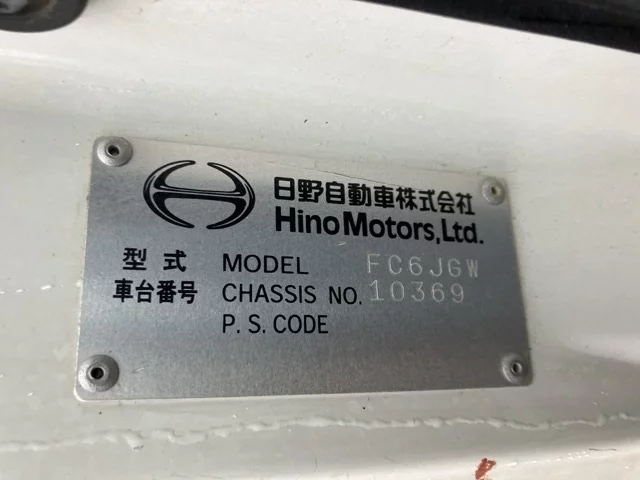 日野自動車株式会社
Hino Motors, Ltd.
型式 MODEL FC6JGW
車台番号 CHASSIS NO. 10369
P. S. CODE